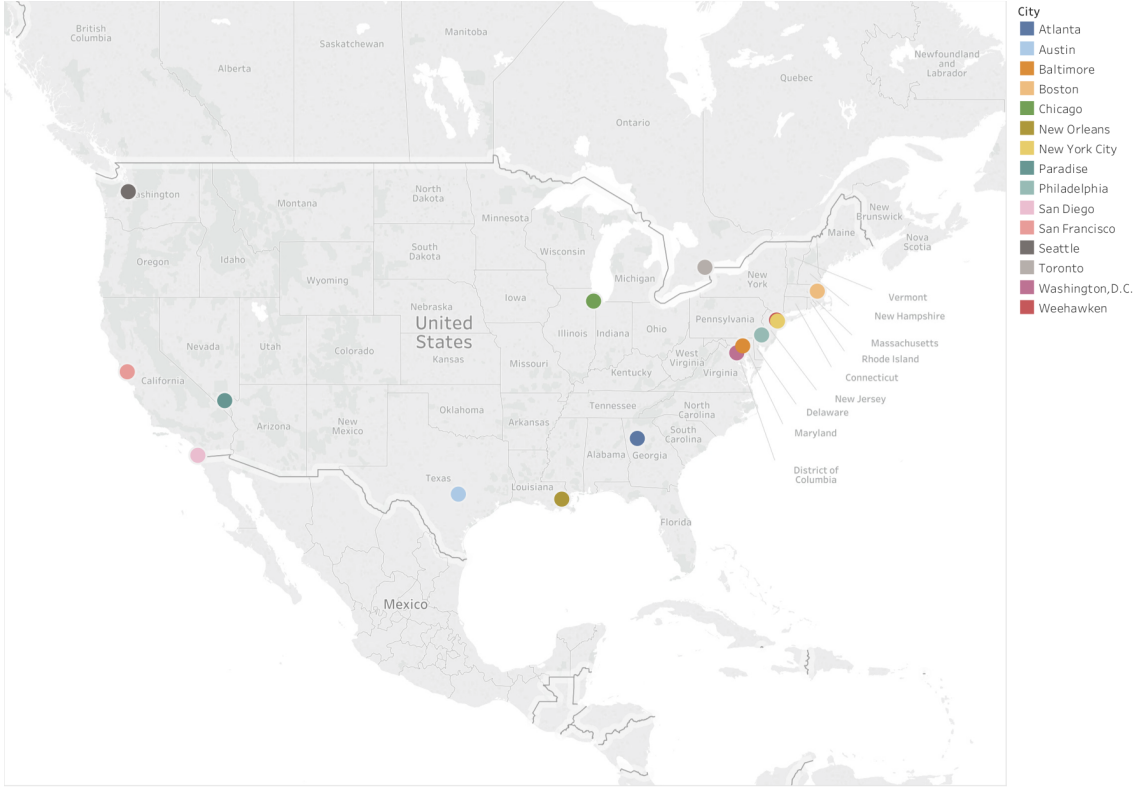 British
Columbia
Alberta
Saskatchewan
Manitoba
Ontario
Quebec
Newfoundland
and
Labrador
ashington
Montana
North
Dakota
Minnesota
New
Brunswick
Maine
Nova
Scotia
Oregon
Idaho
Wyoming
South
Dakota
Wisconsin
Michigan
New
York
Vermont
New Hampshire
Nebraska
Iowa
Illinois
Indiana
Ohio
Pennsylvania
Massachusetts
Rhode Island
Connecticut
United
States
Nevada
Utah
Colorado
Kansas
Missouri
West
Virginia
Virginia
Kentucky
New Jersey
Delaware
Maryland
District of
Columbia
California
Arizona
New
Mexico
Oklahoma
Arkansas
Tennessee
North
Carolina
South
Carolina
Alabama
Georgia
Texas
Louisiana
Florida
Mexico
City
Atlanta
Austin
Baltimore
Boston
Chicago
New Orleans
New York City
Paradise
Philadelphia
San Diego
San Francisco
Seattle
Toronto
Washington,D.C.
Weehawken